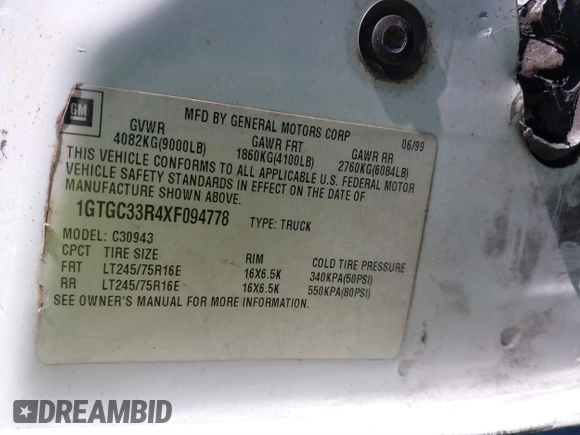 GM
MFD BY GENERAL MOTORS CORP 06/99
GVWR GAWR FRT GAWR RR
4082KG(9000LB) 1860KG(4100LB) 2760KG(6084LB)
THIS VEHICLE CONFORMS TO ALL APPLICABLE U.S. FEDERAL MOTOR
VEHICLE SAFETY STANDARDS IN EFFECT ON THE DATE OF
MANUFACTURE SHOWN ABOVE.
1GTGC33R4XF094778 TYPE: TRUCK
MODEL: C30943
CPCT TIRE SIZE RIM COLD TIRE PRESSURE
FRT LT245/75R16E 16X6.5K 340KPA(50PSI)
RR LT245/75R16E 16X6.5K 550KPA(80PSI)
SEE OWNER'S MANUAL FOR MORE INFORMATION.
DREAMBID